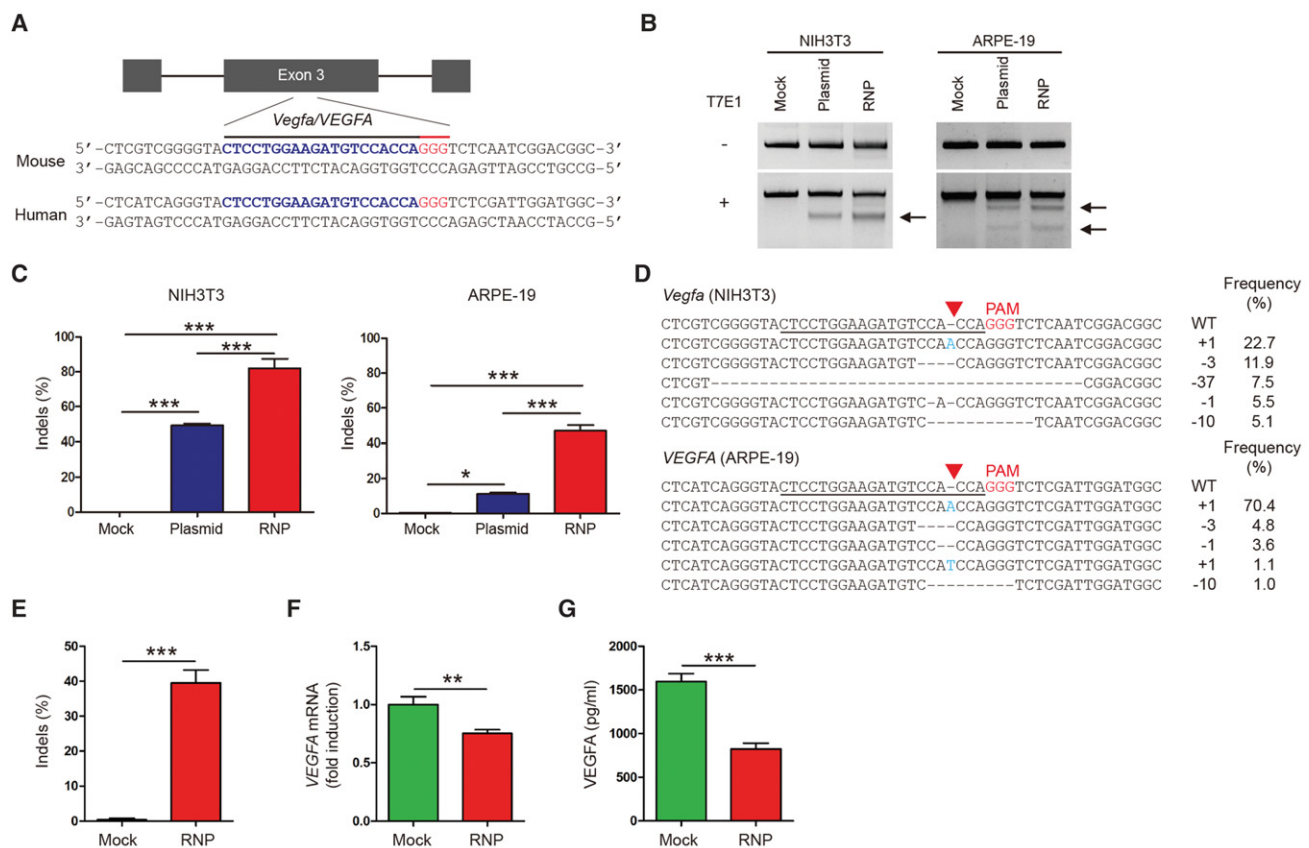 A
Exon 3
Vegfa/VEGFA
Mouse
5′-CTCGTCGGGGTACTCCTGGAAGATGTCCACCAGGGTCTCAATCGGACGGC-3′
3′-GAGCAGCCCCATGAGGACCTTCTACAGGTGGTCCCAGAGTTAGCCTGCCG-5′
Human
5′-CTCATCAGGGTACTCCTGGAAGATGTCCACCAGGGTCTCGATTGGATGGC-3′
3′-GAGTAGTCCCATGAGGACCTTCTACAGGTGGTCCCAGAGCTAACCTACCG-5′
B
NIH3T3
ARPE-19
T7E1
Mock
Plasmid
RNP
Mock
Plasmid
RNP
-
+
C
NIH3T3
Indels (%)
100
80
60
40
20
0
***
***
***
Mock Plasmid RNP
ARPE-19
Indels (%)
100
80
60
40
20
0
***
***
*
Mock Plasmid RNP
D
Frequency
(%)
Vegfa (NIH3T3)
PAM
CTCGTCGGGGTACTCCTGGAAGATGTCCA-CCAGGGTCTCAATCGGACGGC WT
CTCGTCGGGGTACTCCTGGAAGATGTCCAACCAGGGTCTCAATCGGACGGC +1 22.7
CTCGTCGGGGTACTCCTGGAAGATGT----CCAGGGTCTCAATCGGACGGC -3 11.9
CTCGT--------------------------------------CGGACGGC -37 7.5
CTCGTCGGGGTACTCCTGGAAGATGTC-A-CCAGGGTCTCAATCGGACGGC -1 5.5
CTCGTCGGGGTACTCCTGGAAGATGTC-----------TCAATCGGACGGC -10 5.1
Frequency
(%)
VEGFA (ARPE-19)
PAM
CTCATCAGGGTACTCCTGGAAGATGTCCA-CCAGGGTCTCGATTGGATGGC WT
CTCATCAGGGTACTCCTGGAAGATGTCCAACCAGGGTCTCGATTGGATGGC +1 70.4
CTCATCAGGGTACTCCTGGAAGATGT----CCAGGGTCTCGATTGGATGGC -3 4.8
CTCATCAGGGTACTCCTGGAAGATGTCC--CCAGGGTCTCGATTGGATGGC -1 3.6
CTCATCAGGGTACTCCTGGAAGATGTCCATCCAGGGTCTCGATTGGATGGC +1 1.1
CTCATCAGGGTACTCCTGGAAGATGTC---------TCTCGATTGGATGGC -10 1.0
E
Indels (%)
50
40
30
20
10
0
***
Mock RNP
F
VEGFA mRNA
(fold induction)
1.5
1.0
0.5
0.0
**
Mock RNP
G
VEGFA (pg/ml)
2000
1500
1000
500
0
***
Mock RNP